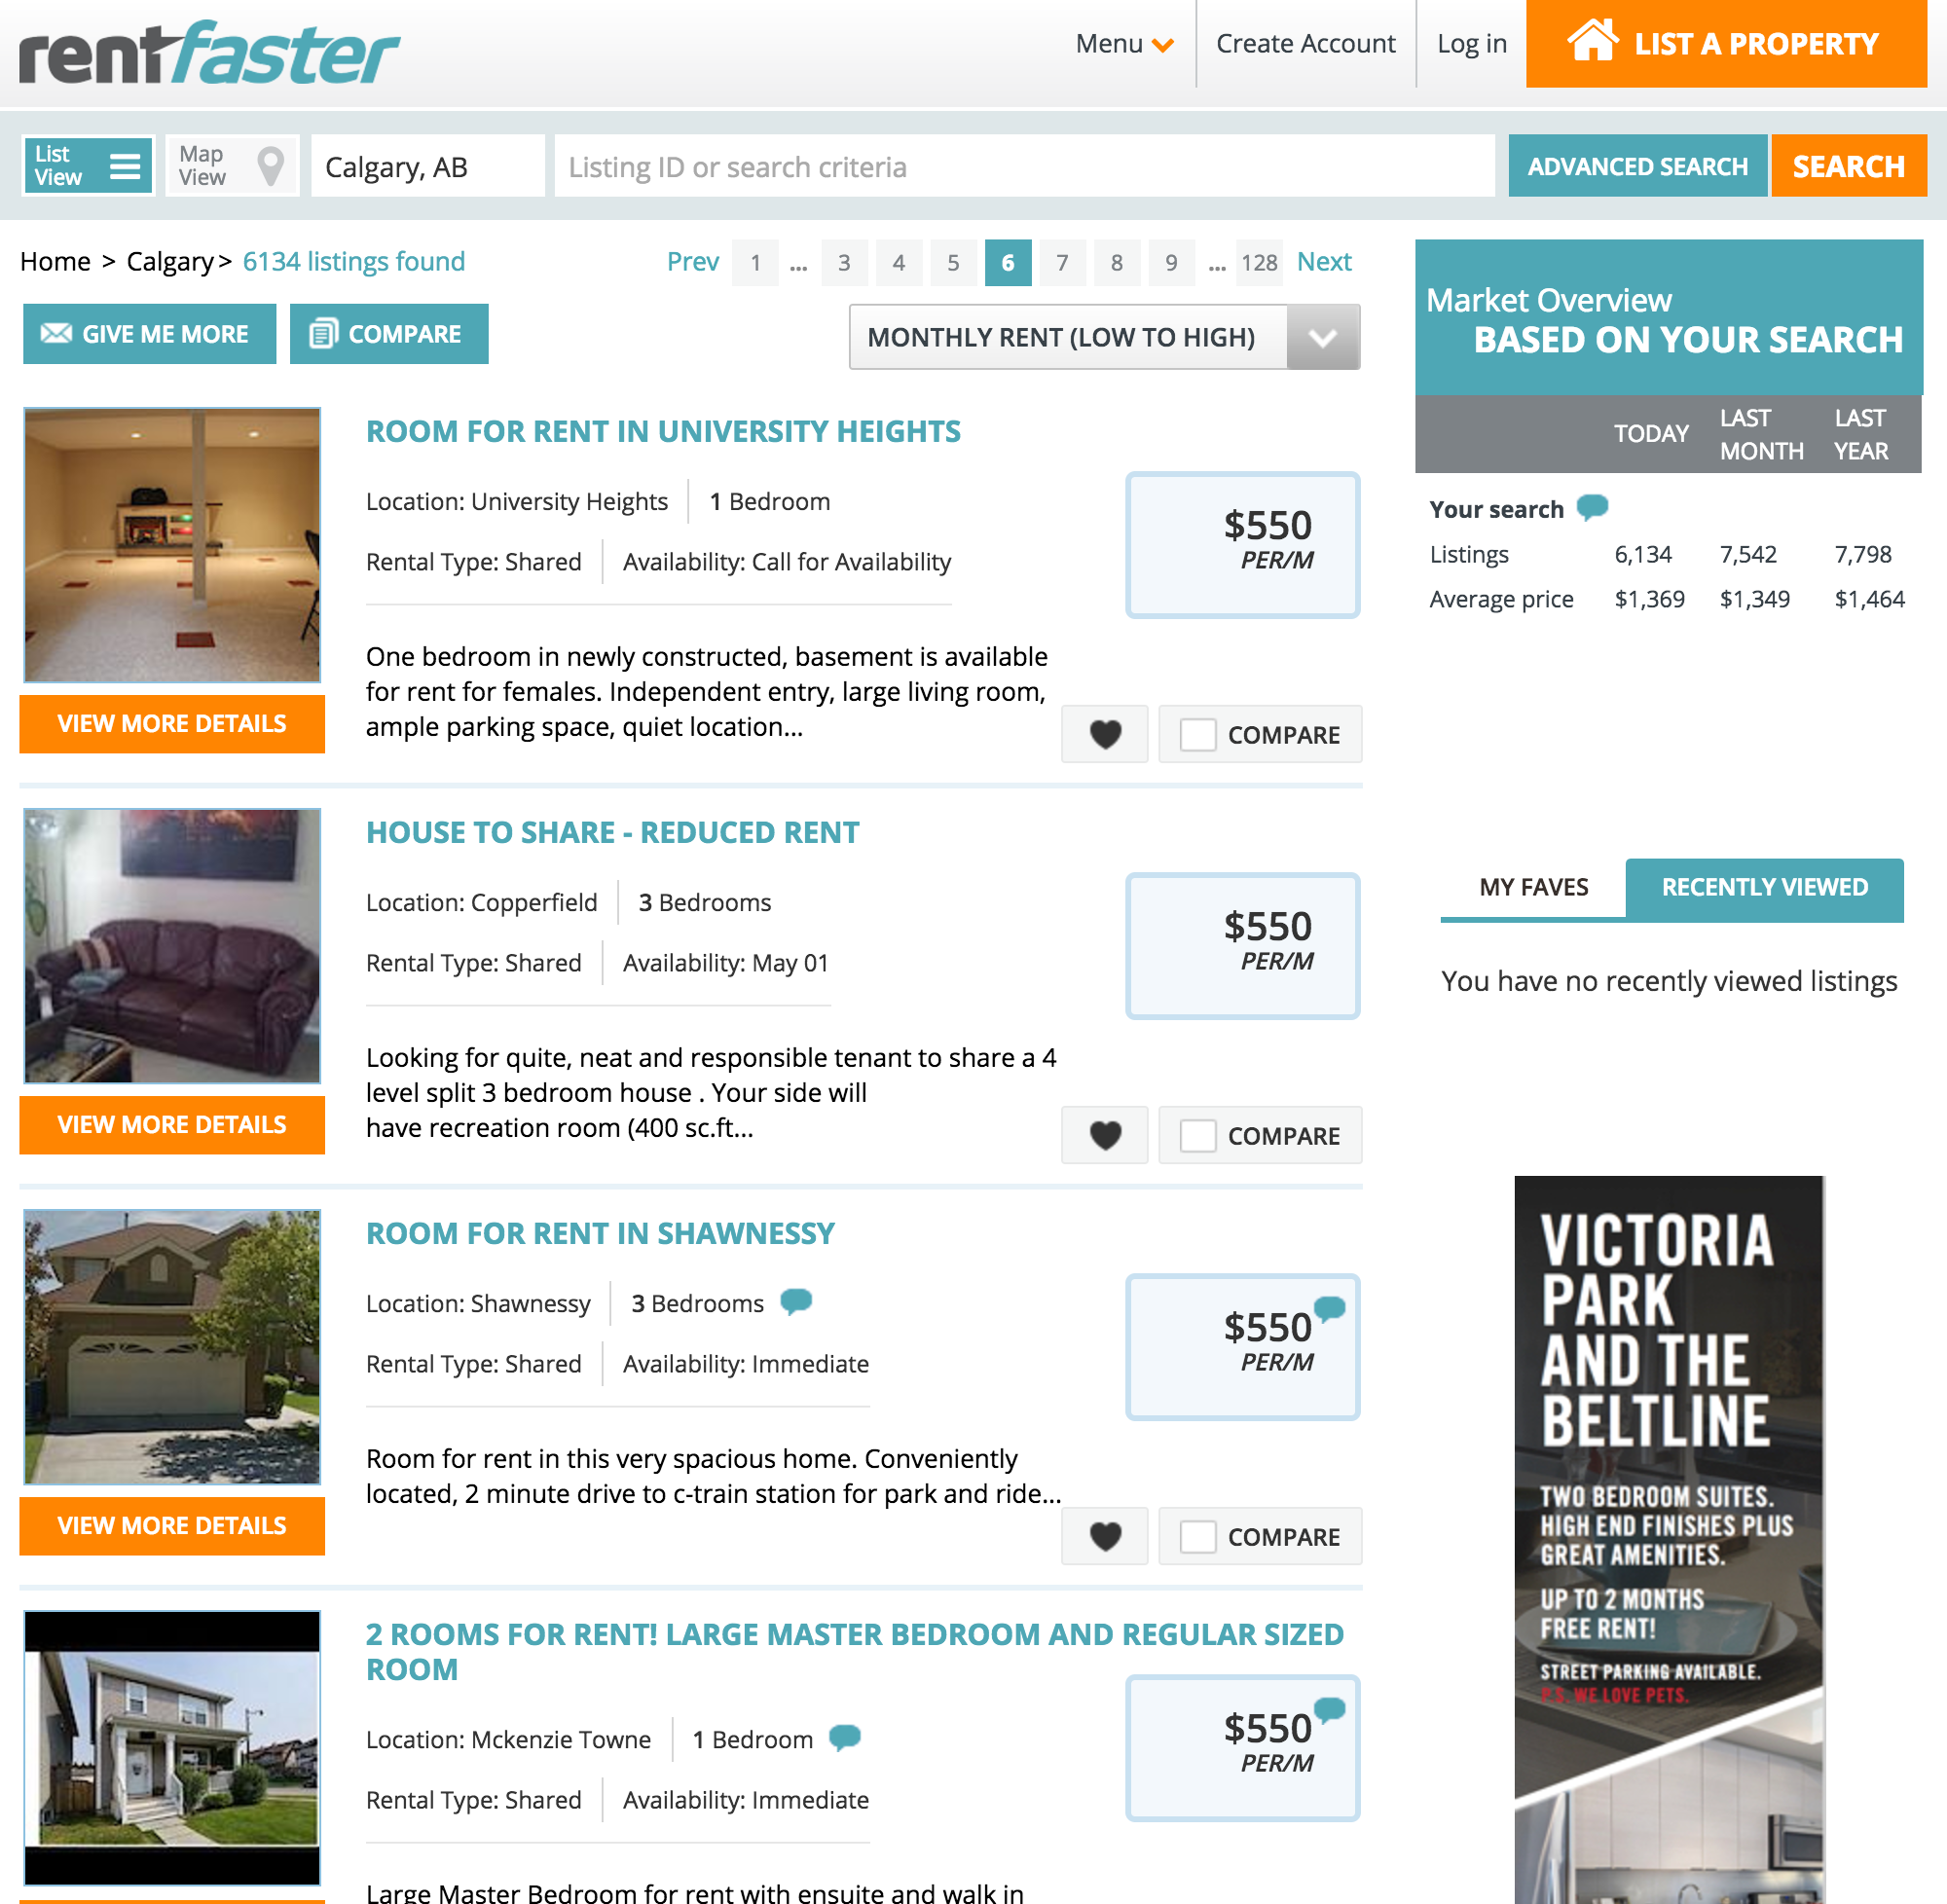 rentfaster
Menu
Create Account
Log in
LIST A PROPERTY
List
View
Map
View
Calgary, AB
Listing ID or search criteria
ADVANCED SEARCH
SEARCH
Home > Calgary > 6134 listings found
Prev 1 ... 3 4 5 6 7 8 9 ... 128 Next
GIVE ME MORE
COMPARE
MONTHLY RENT (LOW TO HIGH)
ROOM FOR RENT IN UNIVERSITY HEIGHTS
Location: University Heights 1 Bedroom
Rental Type: Shared Availability: Call for Availability
$550
PER/M
One bedroom in newly constructed, basement is available
for rent for females. Independent entry, large living room,
ample parking space, quiet location...
VIEW MORE DETAILS
COMPARE
HOUSE TO SHARE - REDUCED RENT
Location: Copperfield 3 Bedrooms
Rental Type: Shared Availability: May 01
$550
PER/M
Looking for quite, neat and responsible tenant to share a 4
level split 3 bedroom house . Your side will
have recreation room (400 sc.ft...
VIEW MORE DETAILS
COMPARE
ROOM FOR RENT IN SHAWNESSY
Location: Shawnessy 3 Bedrooms
Rental Type: Shared Availability: Immediate
$550
PER/M
Room for rent in this very spacious home. Conveniently
located, 2 minute drive to c-train station for park and ride...
VIEW MORE DETAILS
COMPARE
2 ROOMS FOR RENT! LARGE MASTER BEDROOM AND REGULAR SIZED
ROOM
Location: Mckenzie Towne 1 Bedroom
Rental Type: Shared Availability: Immediate
$550
PER/M
Large Master Bedroom for rent with ensuite and walk in
Market Overview
BASED ON YOUR SEARCH
TODAY LAST MONTH LAST YEAR
Your search
Listings 6,134 7,542 7,798
Average price $1,369 $1,349 $1,464
MY FAVES
RECENTLY VIEWED
You have no recently viewed listings
VICTORIA
PARK
AND THE
BELTLINE
TWO BEDROOM SUITES.
HIGH END FINISHES PLUS
GREAT AMENITIES.
UP TO 2 MONTHS
FREE RENT!
STREET PARKING AVAILABLE.
P.S. WE LOVE PETS.